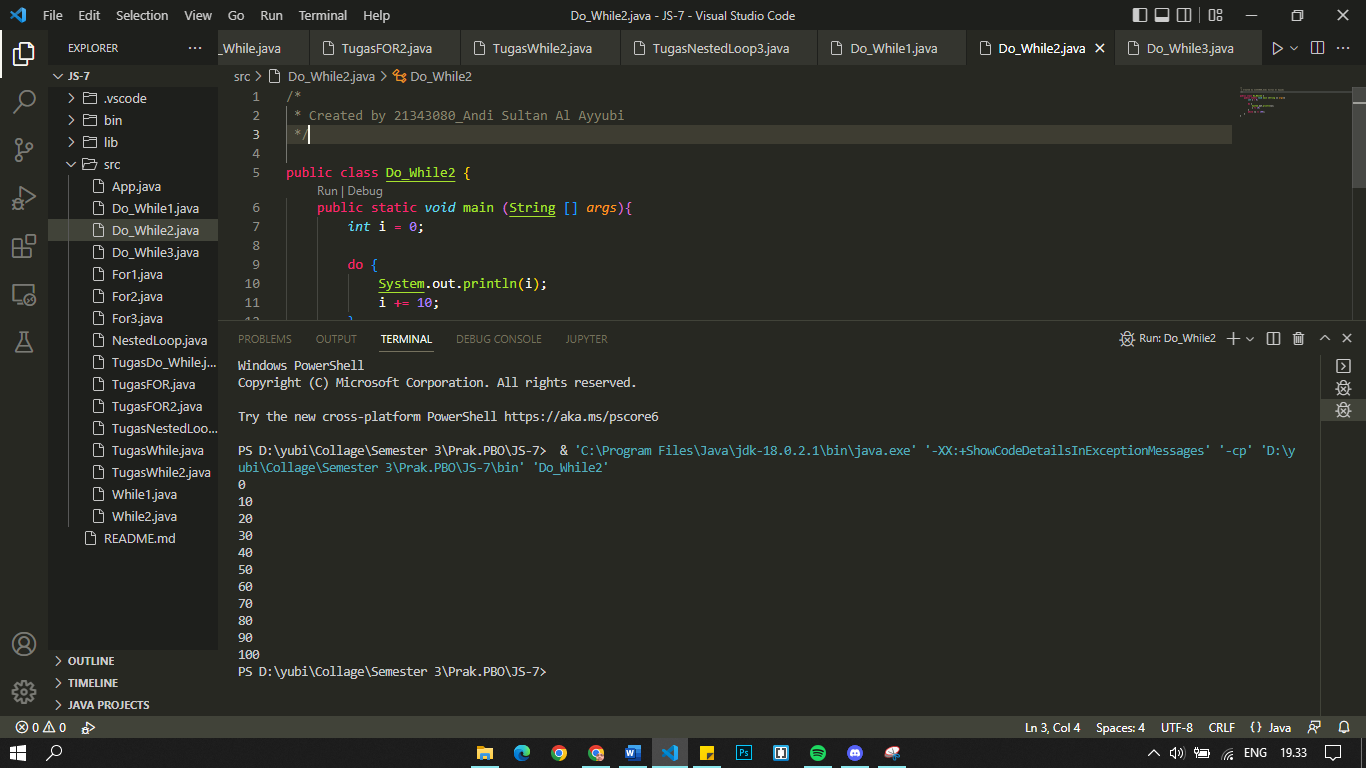 File Edit Selection View Go Run Terminal Help Do_While2.java - JS-7 - Visual Studio Code
EXPLORER ··· _While.java TugasFOR2.java TugasWhile2.java TugasNestedLoop3.java Do_While1.java Do_While2.java Do_While3.java
JS-7
.vscode
bin
lib
src
App.java
Do_While1.java
Do_While2.java
Do_While3.java
For1.java
For2.java
For3.java
NestedLoop.java
TugasDo_While.j...
TugasFOR.java
TugasFOR2.java
TugasNestedLoo...
TugasWhile.java
TugasWhile2.java
While1.java
While2.java
README.md
OUTLINE
TIMELINE
JAVA PROJECTS
src > Do_While2.java > Do_While2
1 /*
2 * Created by 21343080_Andi Sultan Al Ayyubi
3 */
4
5 public class Do_While2 {
Run | Debug
6 public static void main (String [] args){
7 int i = 0;
8
9 do {
10 System.out.println(i);
11 i += 10;
12 }
PROBLEMS OUTPUT TERMINAL DEBUG CONSOLE JUPYTER Run: Do_While2
Windows PowerShell
Copyright (C) Microsoft Corporation. All rights reserved.
Try the new cross-platform PowerShell https://aka.ms/pscore6
PS D:\yubi\Collage\Semester 3\Prak.PBO\JS-7> & 'C:\Program Files\Java\jdk-18.0.2.1\bin\java.exe' '-XX:+ShowCodeDetailsInExceptionMessages' '-cp' 'D:\y
ubi\Collage\Semester 3\Prak.PBO\JS-7\bin' 'Do_While2'
0
10
20
30
40
50
60
70
80
90
100
PS D:\yubi\Collage\Semester 3\Prak.PBO\JS-7>
0 0 Ln 3, Col 4 Spaces: 4 UTF-8 CRLF {} Java
ENG 19.33